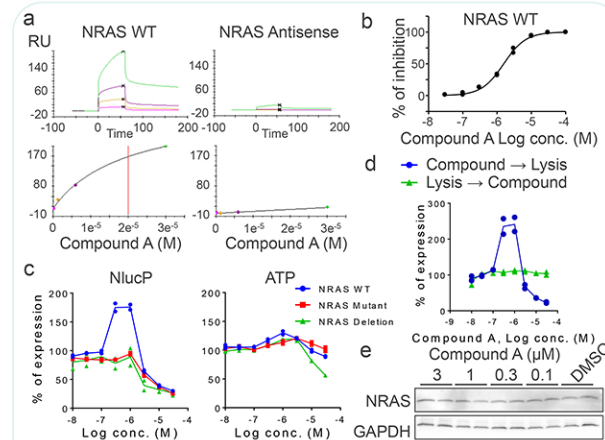 a
NRAS WT
NRAS Antisense
RU
140
100
60
20
-20
-100
0
Time
100
200
140
100
60
20
-20
-100
0
Time
100
200
170
80
-10
0
1e-5
2e-5
3e-5
Compound A (M)
170
80
-10
0
1e-5
2e-5
3e-5
Compound A (M)
b
NRAS WT
% of inhibition
100
50
0
-8
-7
-6
-5
-4
Compound A Log conc. (M)
c
NlucP
ATP
% of expression
200
150
100
50
0
-8
-7
-6
-5
Log conc. (M)
200
150
100
50
0
-8
-7
-6
-5
Log conc. (M)
NRAS WT
NRAS Mutant
NRAS Deletion
d
Compound → Lysis
Lysis → Compound
% of expression
300
200
100
0
-9
-8
-7
-6
-5
-4
Compound A, Log conc. (M)
e
Compound A (μM)
3 1 0.3 0.1 DMSO
NRAS
GAPDH